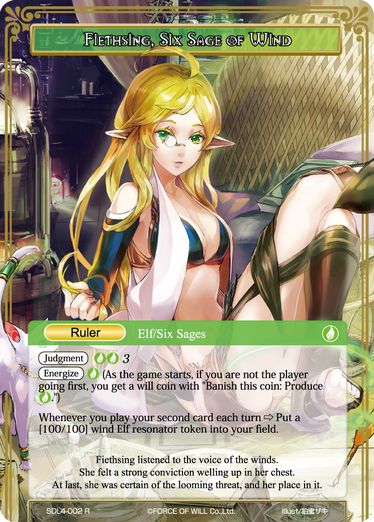 Fiethsing, Six Sage of Wind
Ruler
Elf/Six Sages
Judgment 3
Energize (As the game starts, if you are not the player
going first, you get a will coin with "Banish this coin: Produce
.")
Whenever you play your second card each turn ⇨ Put a
[100/100] wind Elf resonator token into your field.
Fiethsing listened to the voice of the winds.
She felt a strong conviction welling up in her chest.
At last, she was certain of the looming threat, and her place in it.
SDL4-002 R
©FORCE OF WILL Co.,Ltd.
Illust/